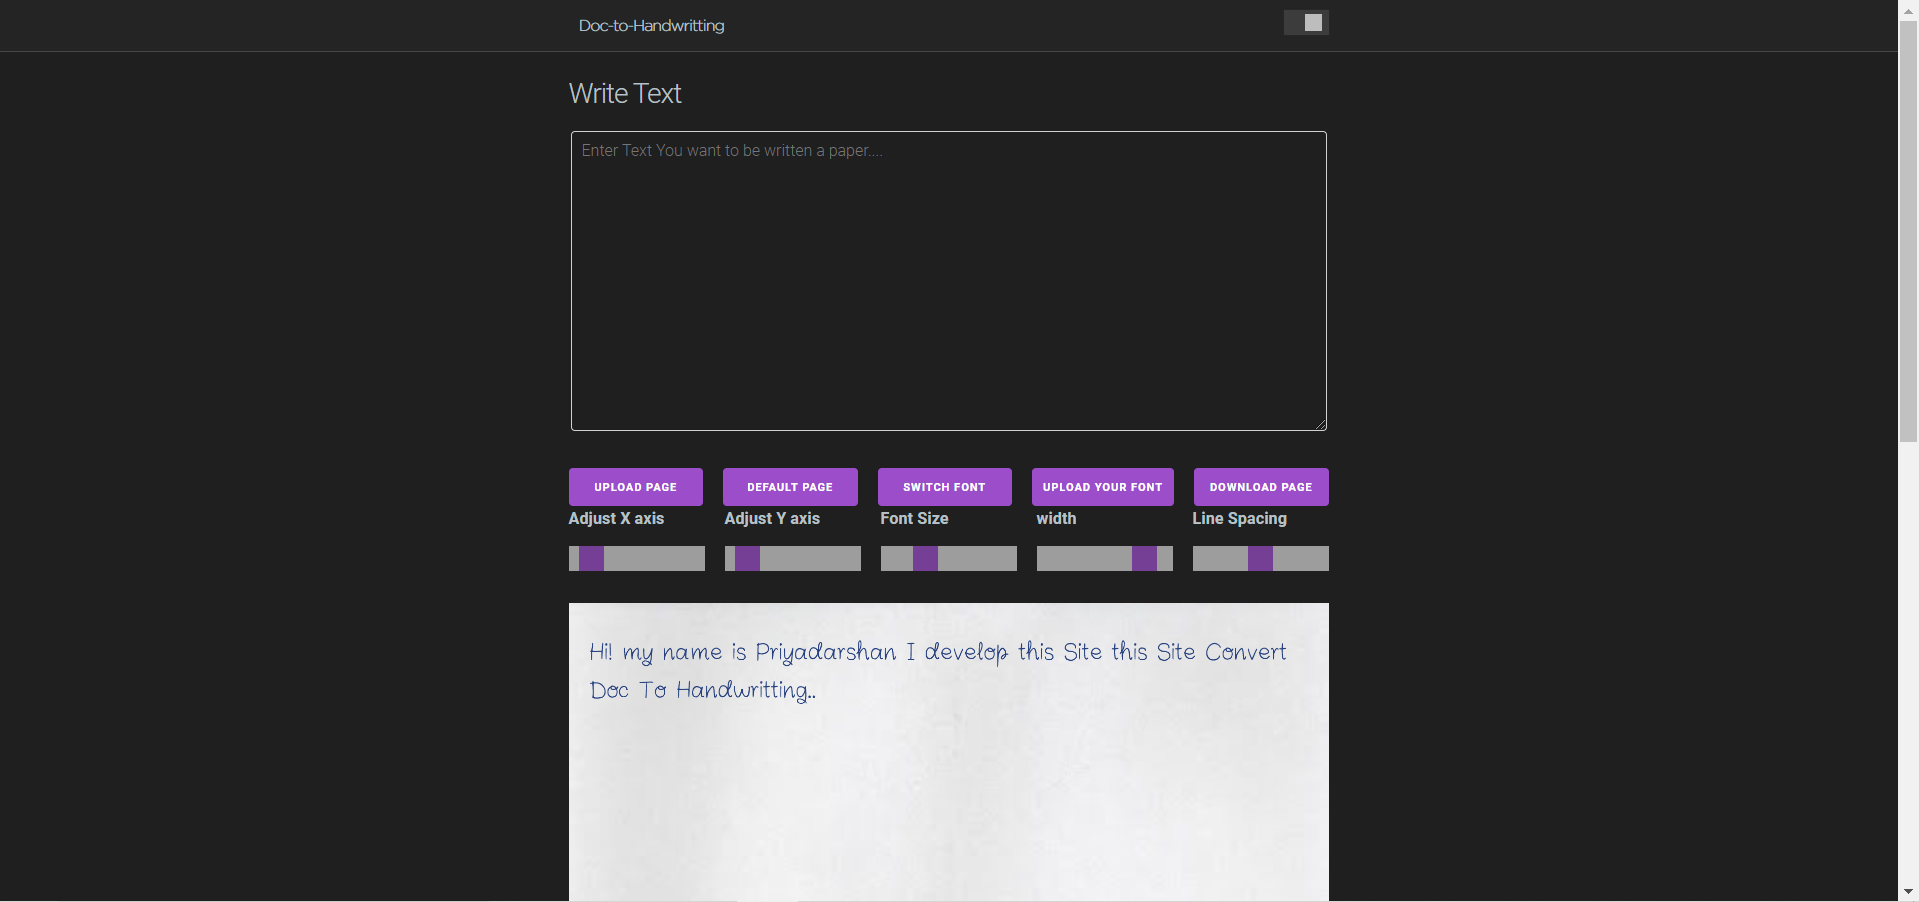 Doc-to-Handwritting
Write Text
Enter Text You want to be written a paper....
UPLOAD PAGE DEFAULT PAGE SWITCH FONT UPLOAD YOUR FONT DOWNLOAD PAGE
Adjust X axis Adjust Y axis Font Size width Line Spacing
Hi! my name is Priyadarshan I develop this Site this Site Convert
Doc To Handwritting..